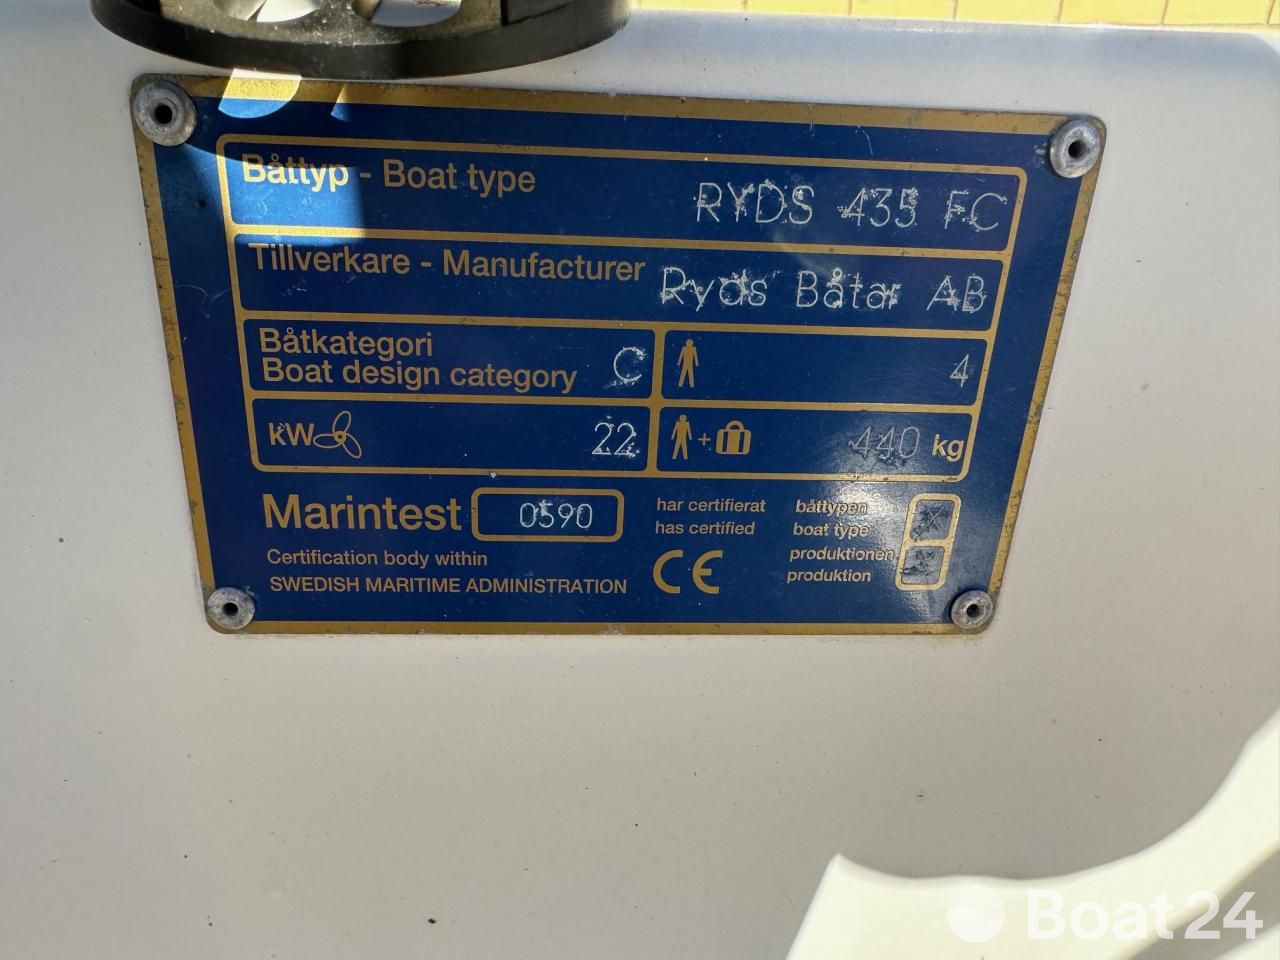 Båttyp - Boat type RYDS 435 FC
Tillverkare - Manufacturer Ryds Båtar AB
Båtkategori
Boat design category C
4
kW 22
+ 440 kg
Marintest 0590
har certifierat
has certified
båttypen X
boat type
produktionen
produktion
Certification body within
SWEDISH MARITIME ADMINISTRATION
CE
Boat24